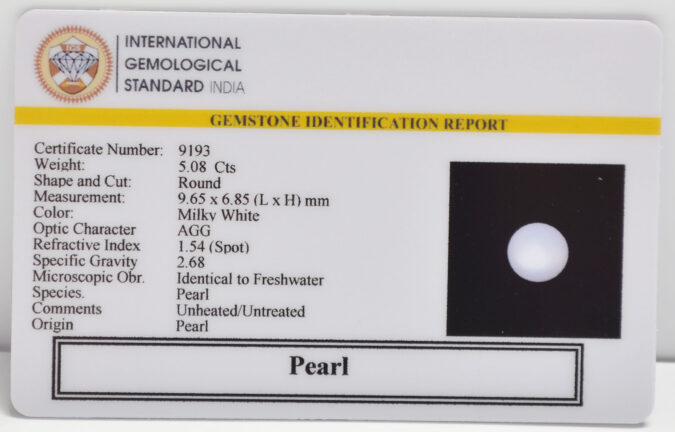 IGS
INTERNATIONAL
GEMOLOGICAL
STANDARD INDIA
GEMSTONE IDENTIFICATION REPORT
Certificate Number: 9193
Weight: 5.08 Cts
Shape and Cut: Round
Measurement: 9.65 x 6.85 (L x H) mm
Color: Milky White
Optic Character AGG
Refractive Index 1.54 (Spot)
Specific Gravity 2.68
Microscopic Obr. Identical to Freshwater
Species. Pearl
Comments Unheated/Untreated
Origin Pearl
Pearl